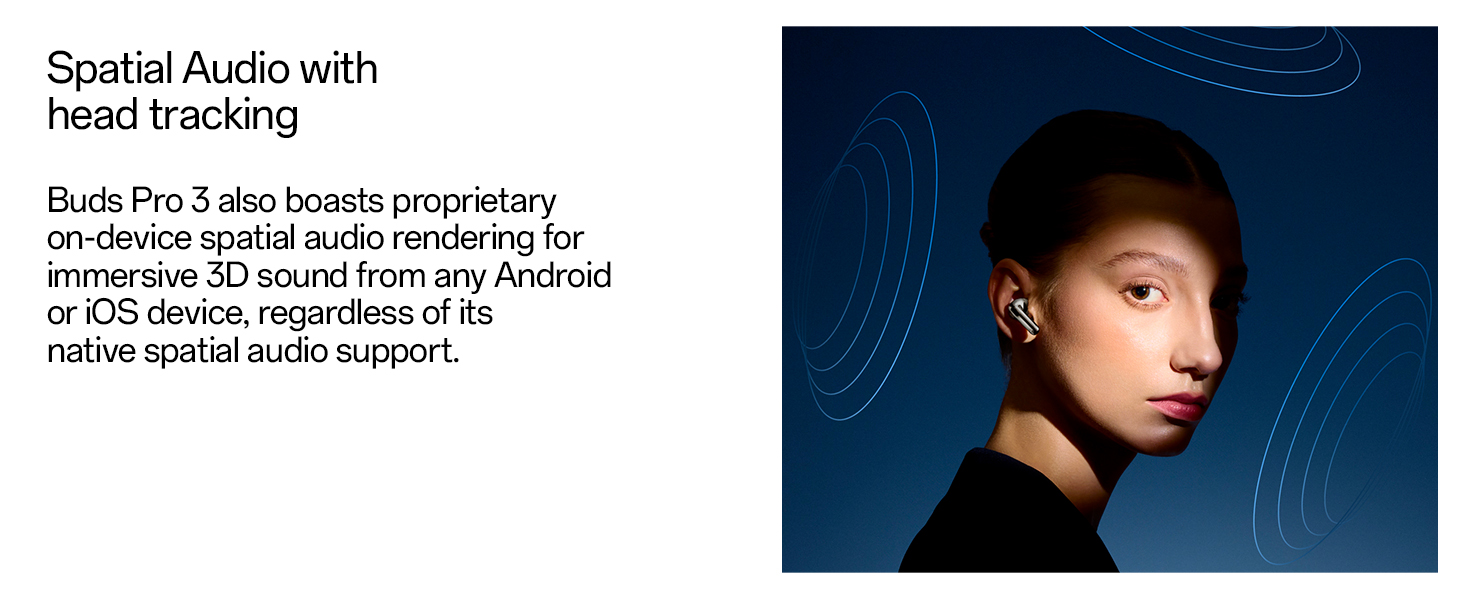 Spatial Audio with
head tracking
Buds Pro 3 also boasts proprietary
on-device spatial audio rendering for
immersive 3D sound from any Android
or iOS device, regardless of its
native spatial audio support.